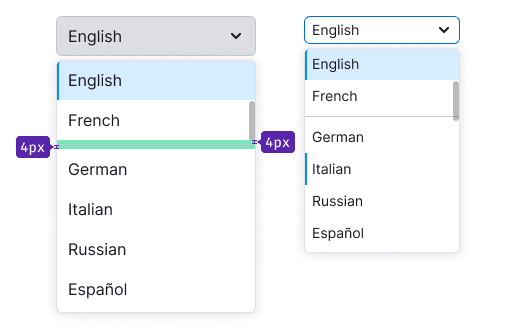 English
English
French
4px
4px
German
Italian
Russian
Español
English
English
French
German
Italian
Russian
Español